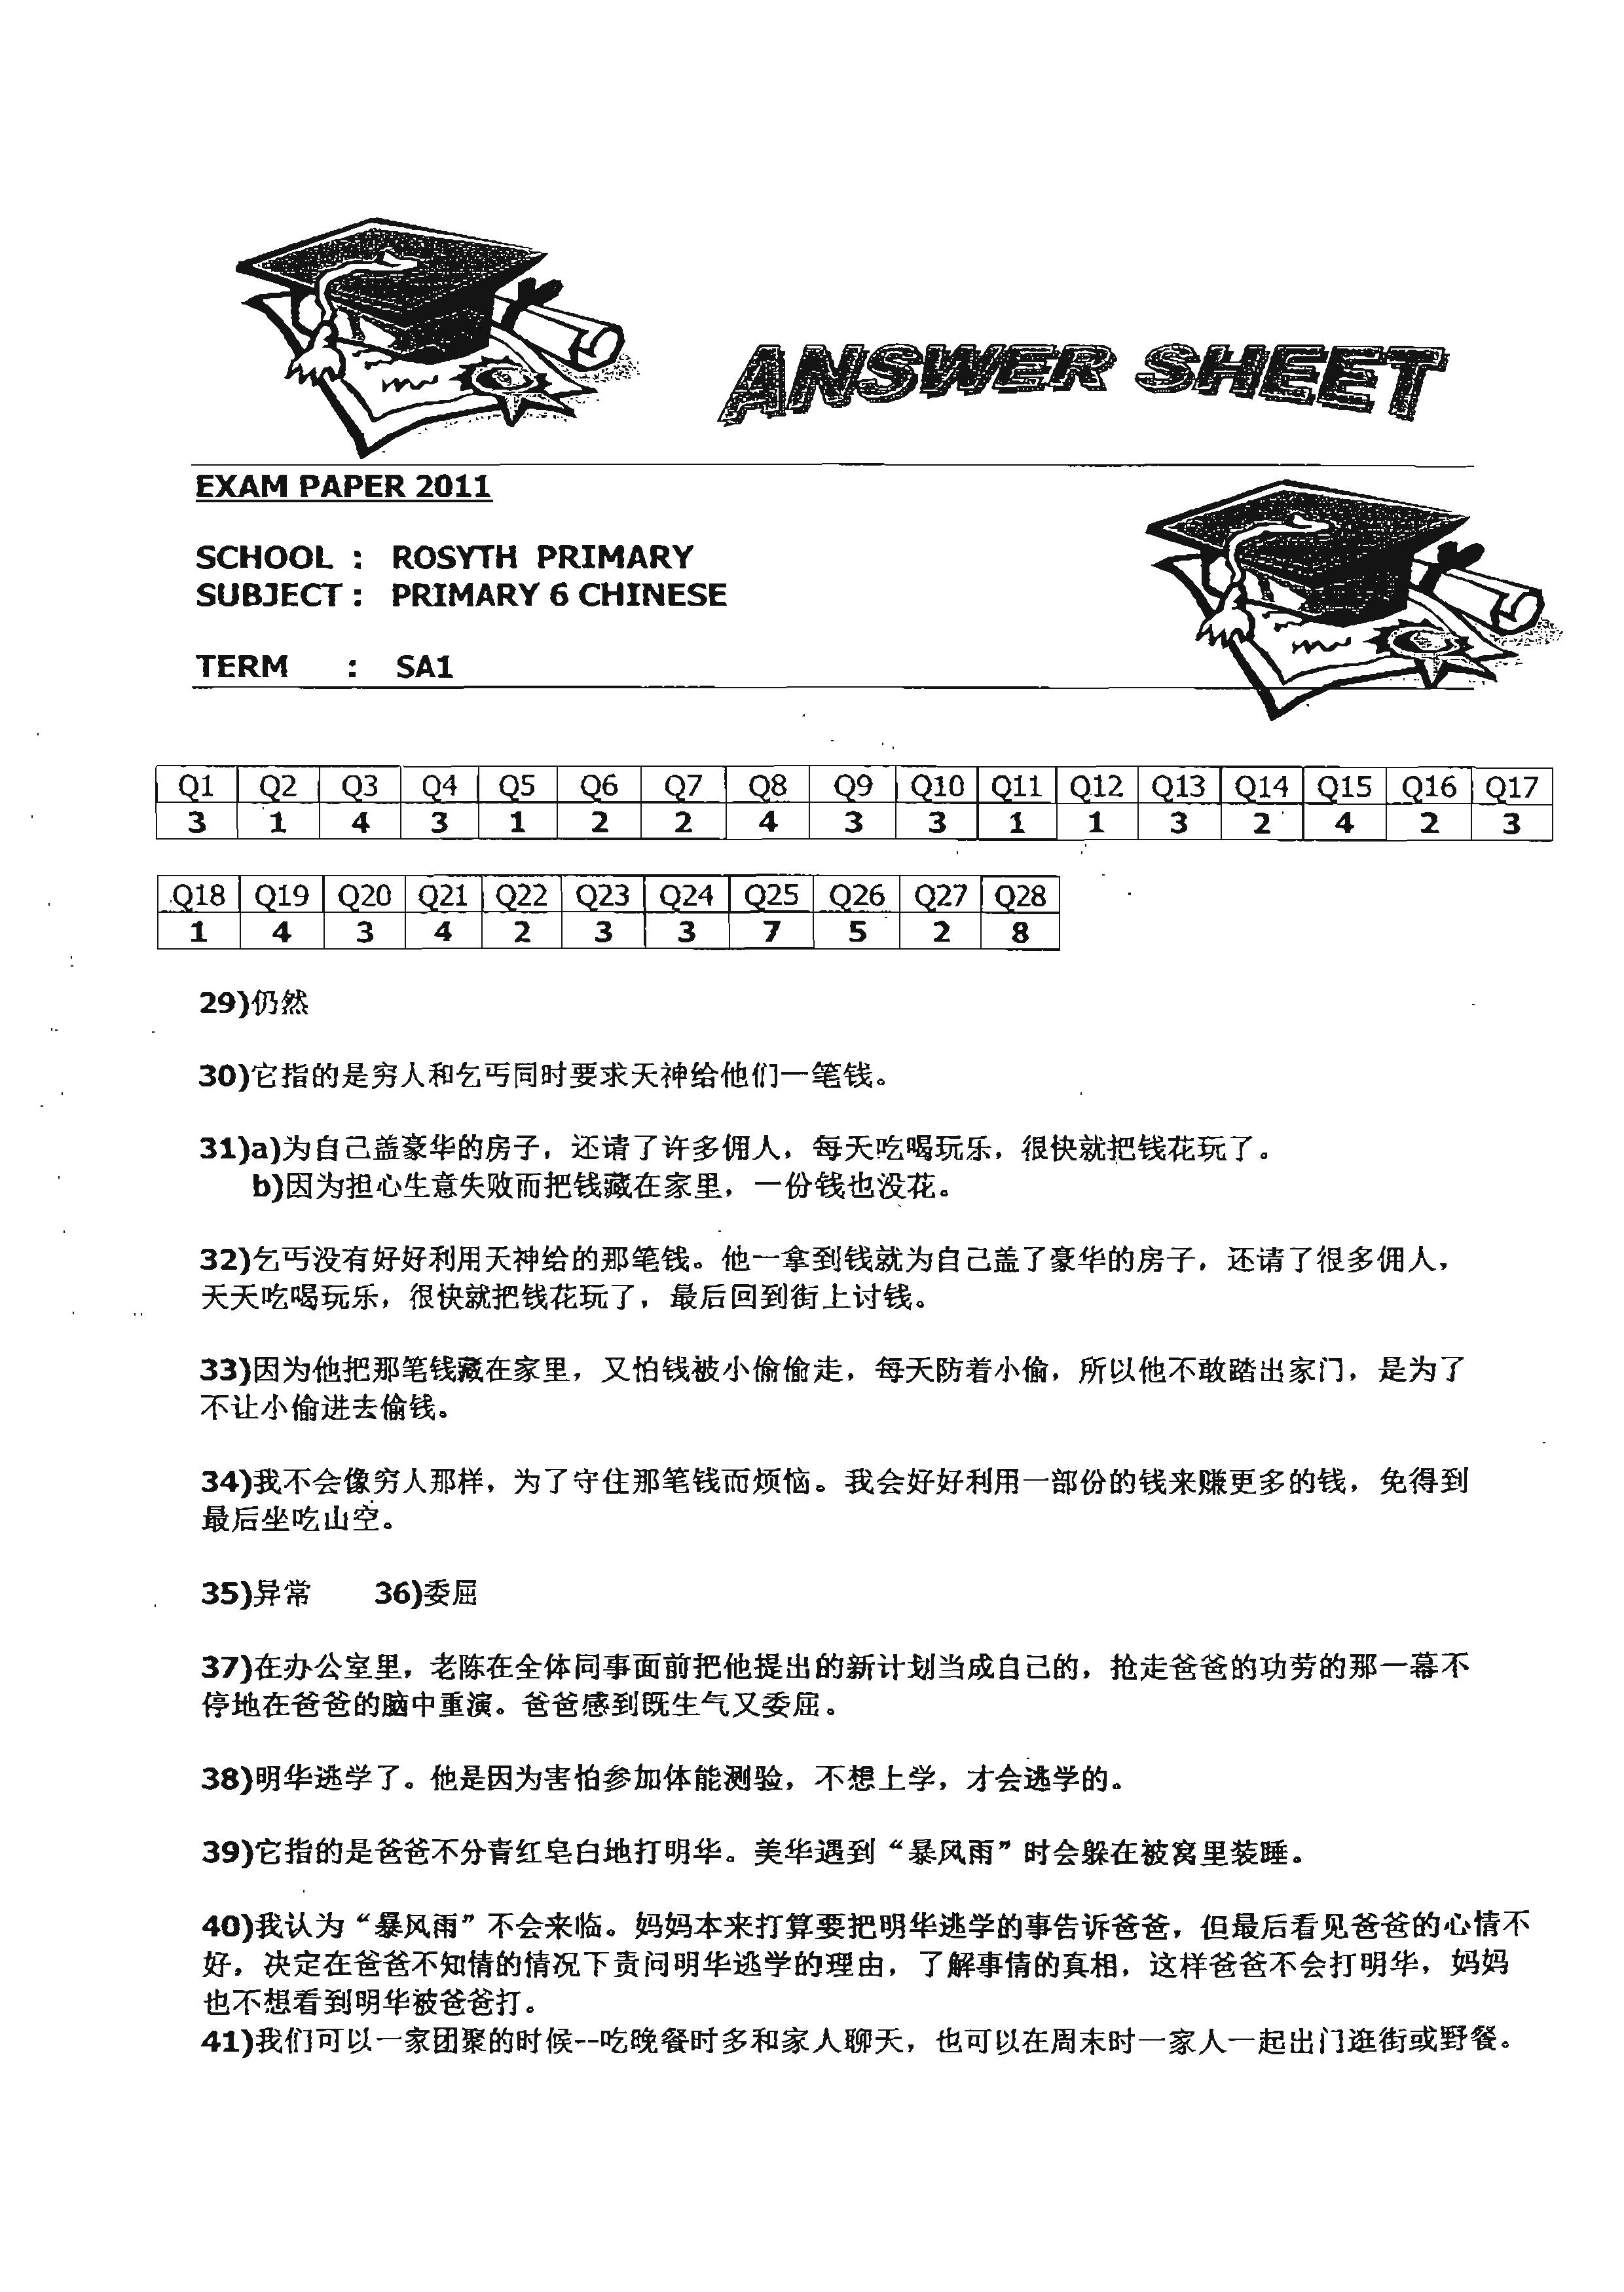 ANSWER SHEET
EXAM PAPER 2011
SCHOOL : ROSYTH PRIMARY
SUBJECT : PRIMARY 6 CHINESE
TERM : SA1
Q1 Q2 Q3 Q4 Q5 Q6 Q7 Q8 Q9 Q10 Q11 Q12 Q13 Q14 Q15 Q16 Q17
3 1 4 3 1 2 2 4 3 3 1 1 3 2 4 2 3
Q18 Q19 Q20 Q21 Q22 Q23 Q24 Q25 Q26 Q27 Q28
1 4 3 4 2 3 3 7 5 2 8
29)仍然
30)它指的是穷人和乞丐同时要求天神给他们一笔钱。
31)a)为自己盖豪华的房子，还请了许多佣人，每天吃喝玩乐，很快就把钱花玩了。
b)因为担心生意失败而把钱藏在家里，一份钱也没花。
32)乞丐没有好好利用天神给的那笔钱。他一拿到钱就为自己盖了豪华的房子，还请了很多佣人，
天天吃喝玩乐，很快就把钱花玩了，最后回到街上讨钱。
33)因为他把那笔钱藏在家里，又怕钱被小偷偷走，每天防着小偷，所以他不敢踏出家门，是为了
不让小偷进去偷钱。
34)我不会像穷人那样，为了守住那笔钱而烦恼。我会好好利用一部份的钱来赚更多的钱，免得到
最后坐吃山空。
35)异常 36)委屈
37)在办公室里，老陈在全体同事面前把他提出的新计划当成自己的，抢走爸爸的功劳的那一幕不
停地在爸爸的脑中重演。爸爸感到既生气又委屈。
38)明华逃学了。他是因为害怕参加体能测验，不想上学，才会逃学的。
39)它指的是爸爸不分青红皂白地打明华。美华遇到“暴风雨”时会躲在被窝里装睡。
40)我认为“暴风雨”不会来临。妈妈本来打算要把明华逃学的事告诉爸爸，但最后看见爸爸的心情不
好，决定在爸爸不知情的情况下责问明华逃学的理由，了解事情的真相，这样爸爸不会打明华，妈妈
也不想看到明华被爸爸打。
41)我们可以一家团聚的时候--吃晚餐时多和家人聊天，也可以在周末时一家人一起出门逛街或野餐。